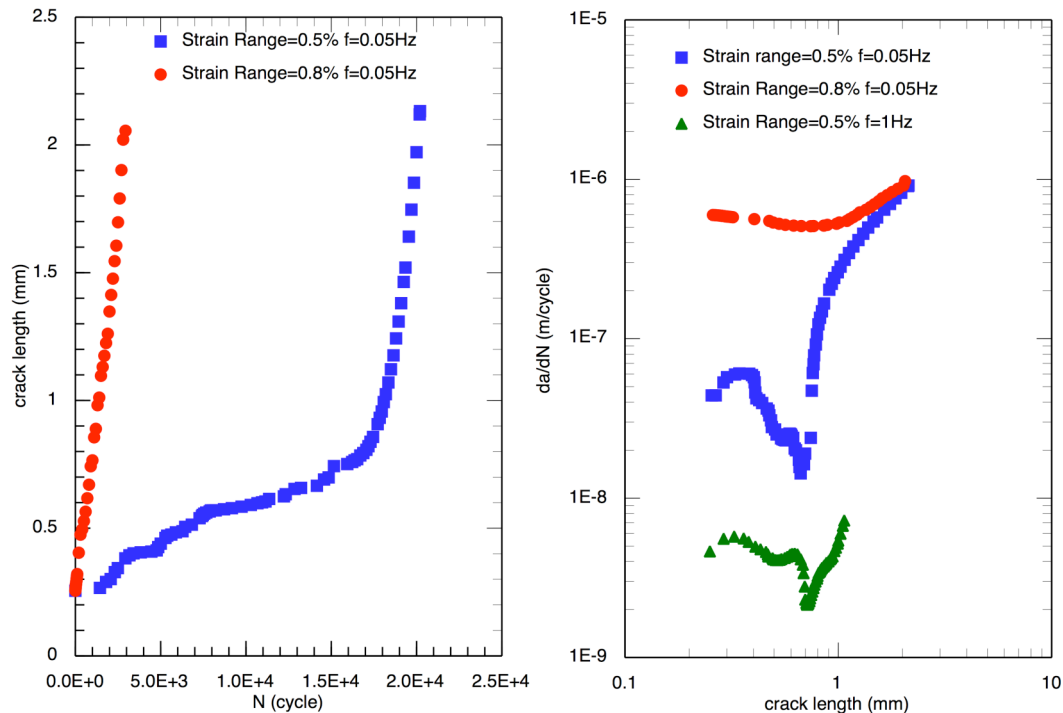 2.5
2
1.5
1
0.5
0
crack length (mm)
Strain Range=0.5% f=0.05Hz
Strain Range=0.8% f=0.05Hz
0.0E+0 5.0E+3 1.0E+4 1.5E+4 2.0E+4 2.5E+4
N (cycle)
1E-5
1E-6
1E-7
1E-8
1E-9
da/dN (m/cycle)
Strain range=0.5% f=0.05Hz
Strain Range=0.8% f=0.05Hz
Strain Range=0.5% f=1Hz
0.1 1 10
crack length (mm)